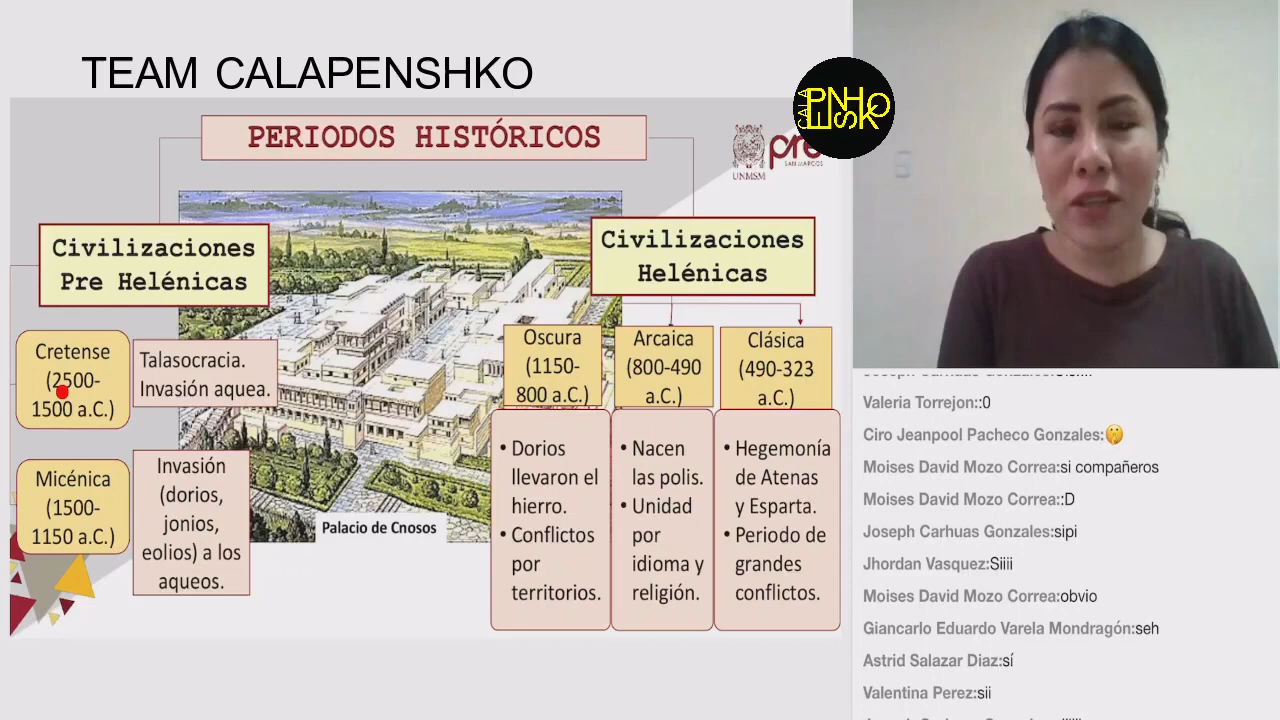 TEAM CALAPENSHKO
CALA
PENHSKO
PERIODOS HISTÓRICOS
pre
SAN MARCOS
UNMSM
Civilizaciones
Pre Helénicas
Civilizaciones
Helénicas
Cretense
(2500-
1500 a.C.)
Talasocracia.
Invasión aquea.
Micénica
(1500-
1150 a.C.)
Invasión
(dorios,
jonios,
eolios) a los
aqueos.
Palacio de Cnosos
Oscura
(1150-
800 a.C.)
• Dorios
llevaron el
hierro.
• Conflictos
por
territorios.
Arcaica
(800-490
a.C.)
• Nacen
las polis.
• Unidad
por
idioma y
religión.
Clásica
(490-323
a.C.)
• Hegemonía
de Atenas
y Esparta.
• Periodo de
grandes
conflictos.
Valeria Torrejon::0
Ciro Jeanpool Pacheco Gonzales:🤫
Moises David Mozo Correa:si compañeros
Moises David Mozo Correa::D
Joseph Carhuas Gonzales:sipi
Jhordan Vasquez:Siiii
Moises David Mozo Correa:obvio
Giancarlo Eduardo Varela Mondragón:seh
Astrid Salazar Diaz:sí
Valentina Perez:sii